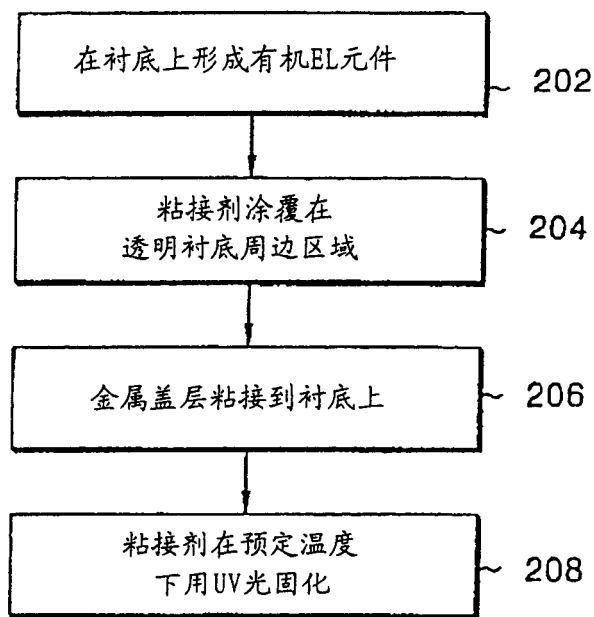 在衬底上形成有机EL元件
202
粘接剂涂覆在
透明衬底周边区域
204
金属盖层粘接到衬底上
206
粘接剂在预定温度
下用UV光固化
208